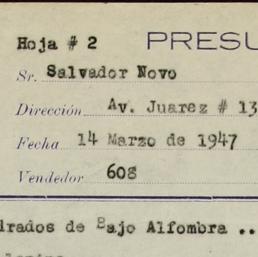 Hoja # 2 PRESU
Sr. Salvador Novo
Dirección Av. Juarez # 13
Fecha 14 Marzo de 1947
Vendedor 608
drados de Bajo Alfombra ..